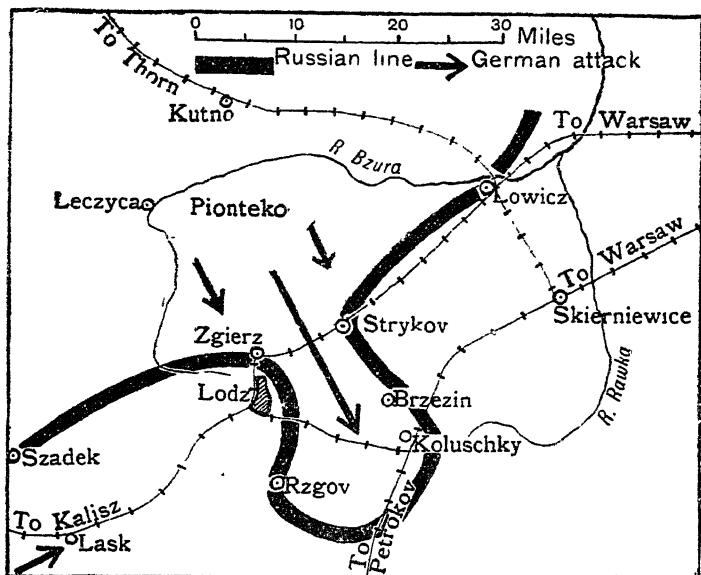 0 10 20 30
Miles
Russian line
German attack
To Thorn
Kutno
To Warsaw
R. Bzura
Łeczyca
Pionteko
Lowicz
To Warsaw
Skierniewice
Strykov
Zgierz
R. Rawka
Lodz
Brzezin
Koluschky
Szadek
Rzgov
To Kalisz
To Petrokov
Lask